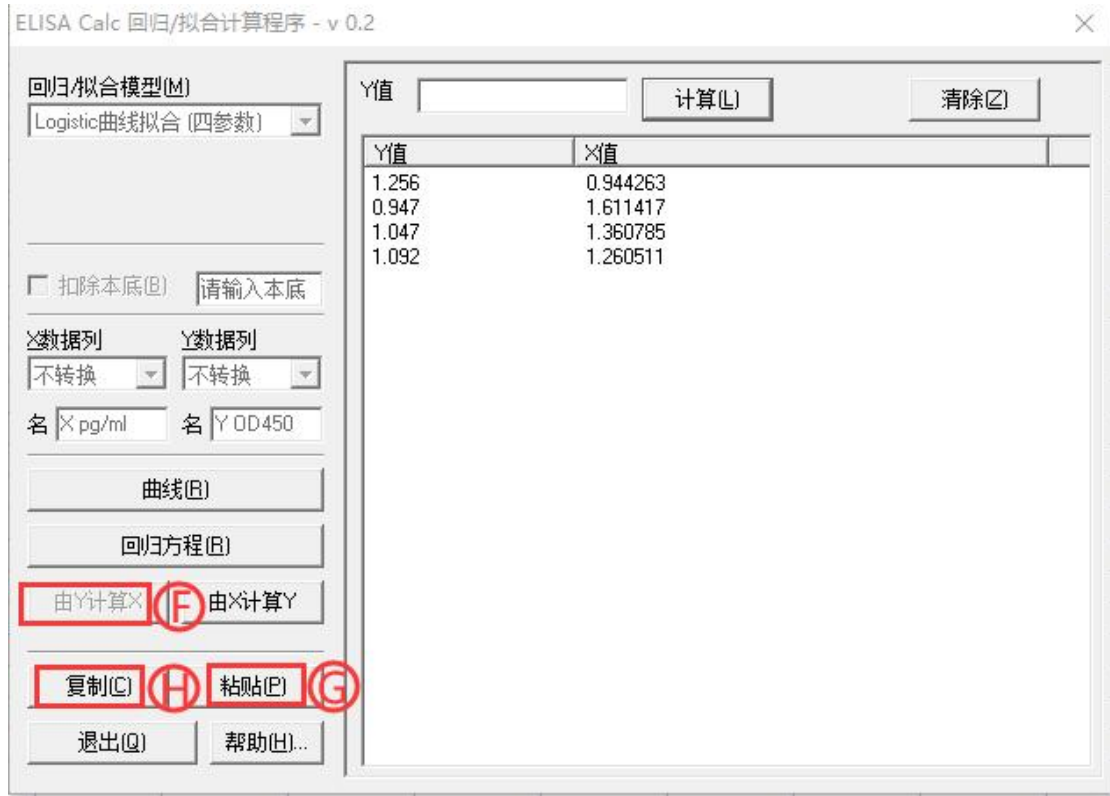 ELISA Calc 回归/拟合计算程序 - v 0.2
回归/拟合模型(M)
Logistic曲线拟合 (四参数)
扣除本底(B) 请输入本底
X数据列 Y数据列
不转换 不转换
名 X pg/ml 名 Y OD450
曲线(R)
回归方程(R)
由Y计算X F 由X计算Y
复制(C) H 粘贴(P) G
退出(Q) 帮助(H)...
Y值 计算(L) 清除(Z)
Y值 X值
1.256 0.944263
0.947 1.611417
1.047 1.360785
1.092 1.260511